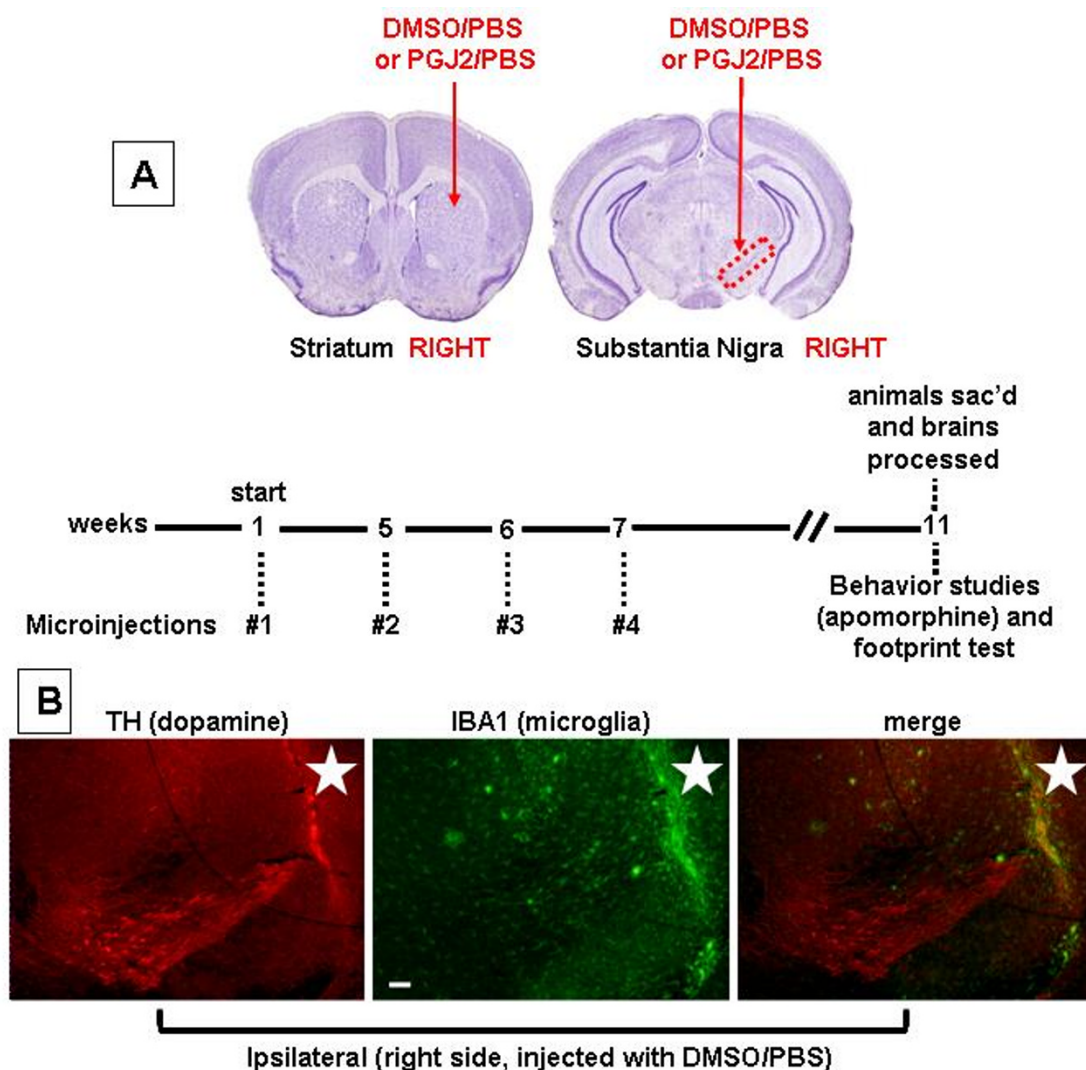 DMSO/PBS
or PGJ2/PBS
DMSO/PBS
or PGJ2/PBS
A
Striatum RIGHT
Substantia Nigra RIGHT
animals sac’d
and brains
processed
start
weeks 1 5 6 7 11
Microinjections #1 #2 #3 #4
Behavior studies
(apomorphine) and
footprint test
B
TH (dopamine)
IBA1 (microglia)
merge
Ipsilateral (right side, injected with DMSO/PBS)